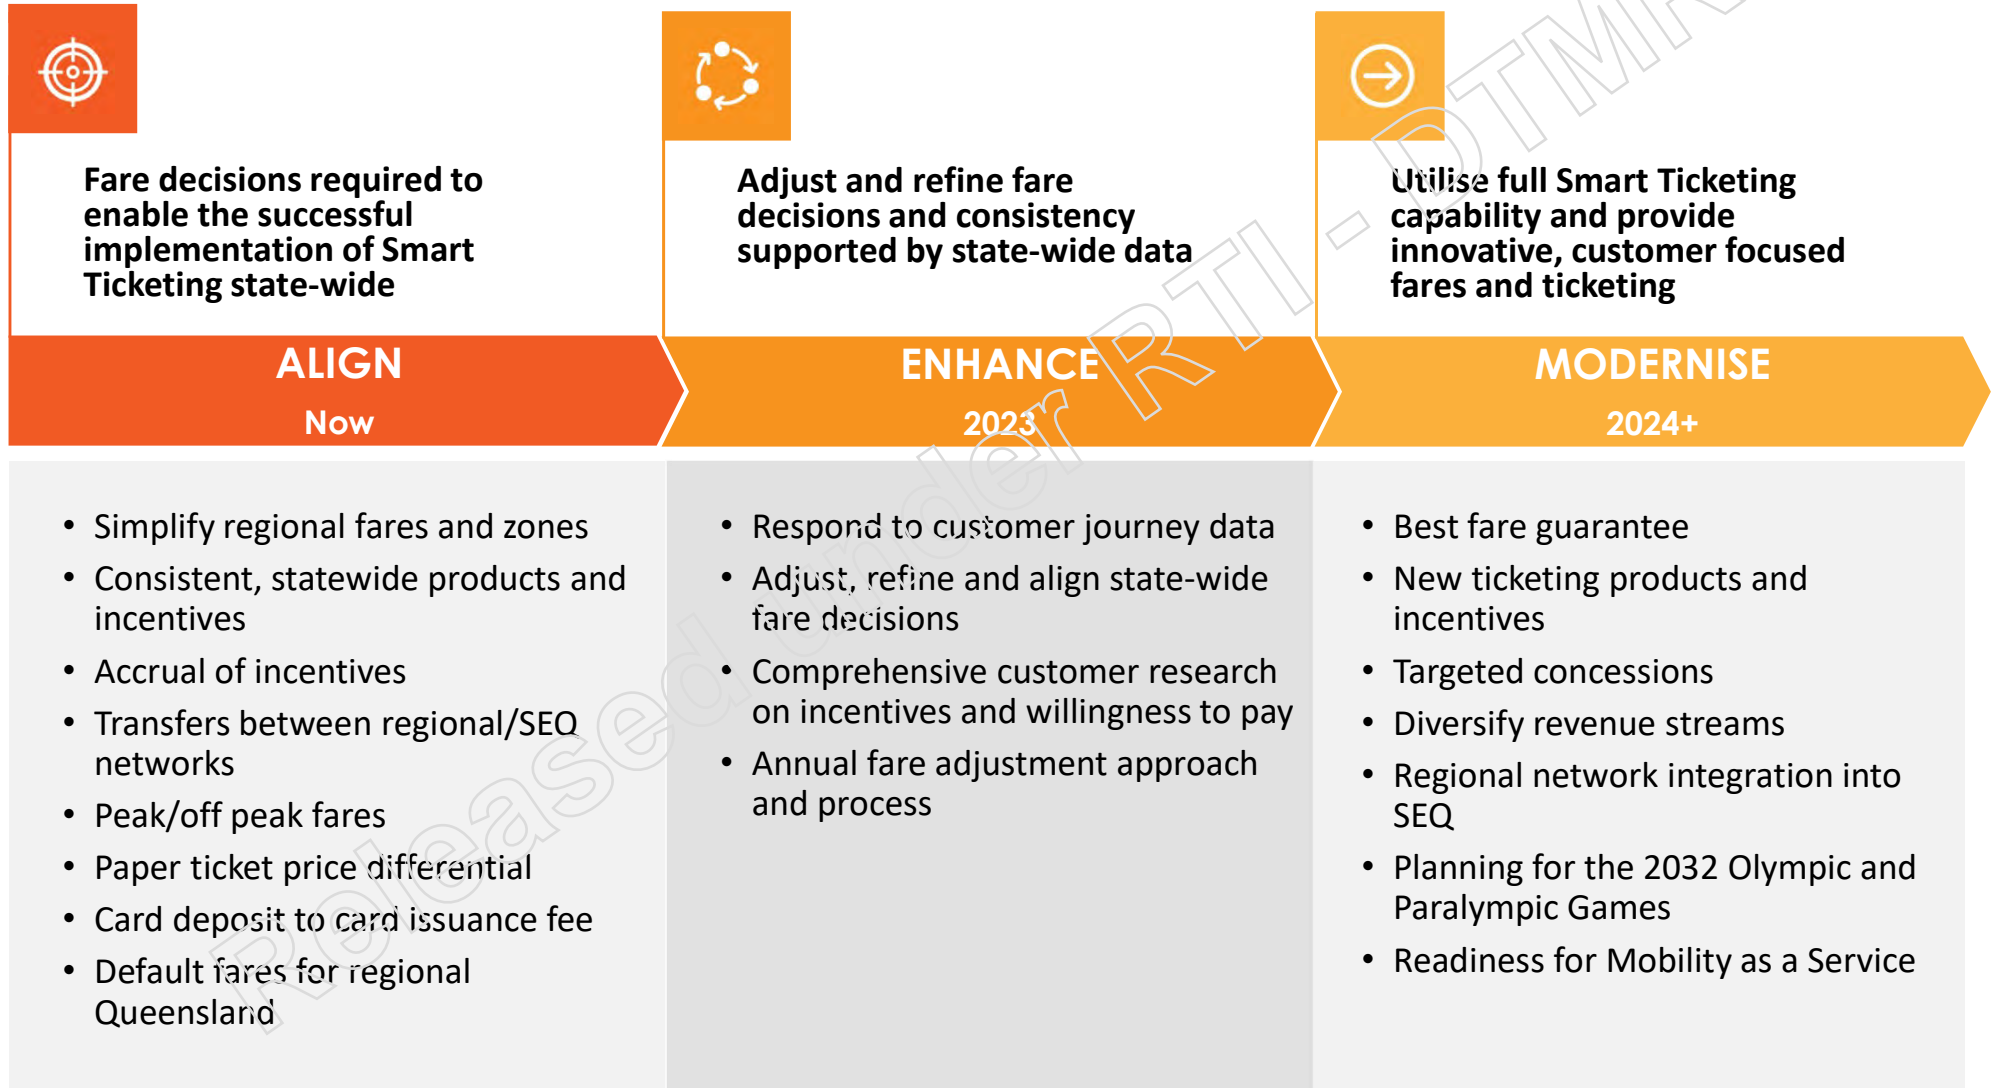 Fare decisions required to
enable the successful
implementation of Smart
Ticketing state-wide
ALIGN
Now
• Simplify regional fares and zones
• Consistent, statewide products and
incentives
• Accrual of incentives
• Transfers between regional/SEQ
networks
• Peak/off peak fares
• Paper ticket price differential
• Card deposit to card issuance fee
• Default fares for regional
Queensland
Adjust and refine fare
decisions and consistency
supported by state-wide data
ENHANCE
2023
• Respond to customer journey data
• Adjust, refine and align state-wide
fare decisions
• Comprehensive customer research
on incentives and willingness to pay
• Annual fare adjustment approach
and process
Utilise full Smart Ticketing
capability and provide
innovative, customer focused
fares and ticketing
MODERNISE
2024+
• Best fare guarantee
• New ticketing products and
incentives
• Targeted concessions
• Diversify revenue streams
• Regional network integration into
SEQ
• Planning for the 2032 Olympic and
Paralympic Games
• Readiness for Mobility as a Service
Released under RTI - DTMR